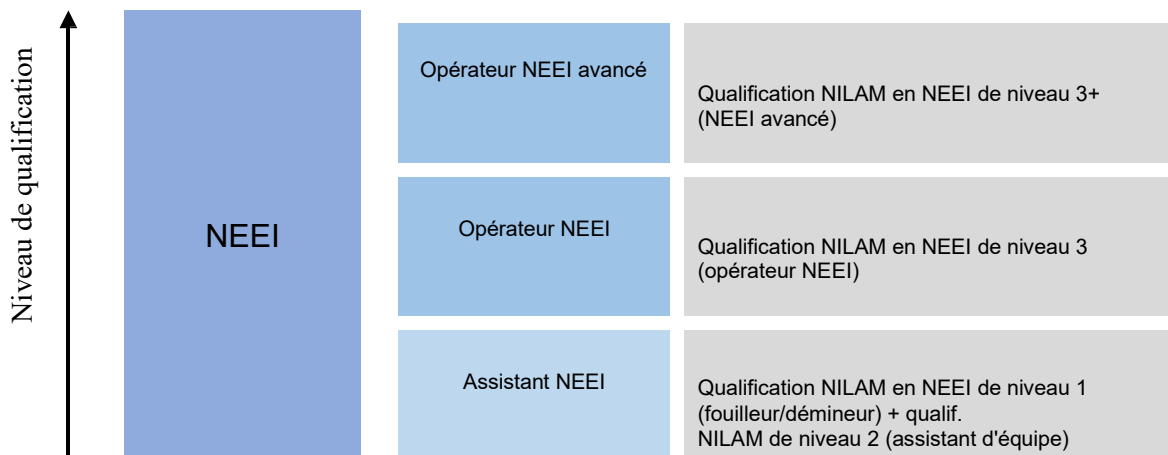 Niveau de qualification
NEEI
Opérateur NEEI avancé
Qualification NILAM en NEEI de niveau 3+
(NEEI avancé)
Opérateur NEEI
Qualification NILAM en NEEI de niveau 3
(opérateur NEEI)
Assistant NEEI
Qualification NILAM en NEEI de niveau 1
(fouilleur/démineur) + qualif.
NILAM de niveau 2 (assistant d'équipe)